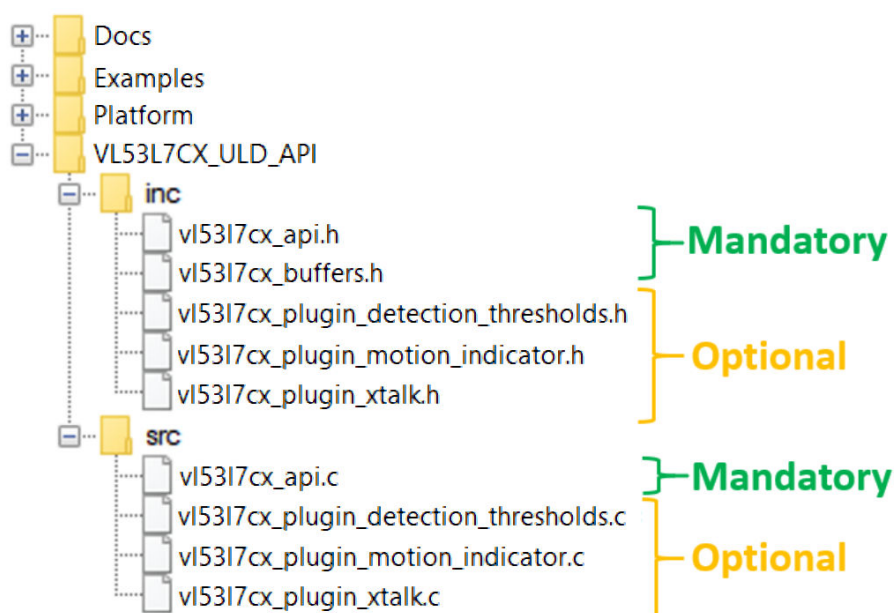 Docs
Examples
Platform
VL53L7CX_ULD_API
inc
vl53l7cx_api.h
vl53l7cx_buffers.h
Mandatory
vl53l7cx_plugin_detection_thresholds.h
vl53l7cx_plugin_motion_indicator.h
vl53l7cx_plugin_xtalk.h
Optional
src
vl53l7cx_api.c
Mandatory
vl53l7cx_plugin_detection_thresholds.c
vl53l7cx_plugin_motion_indicator.c
vl53l7cx_plugin_xtalk.c
Optional